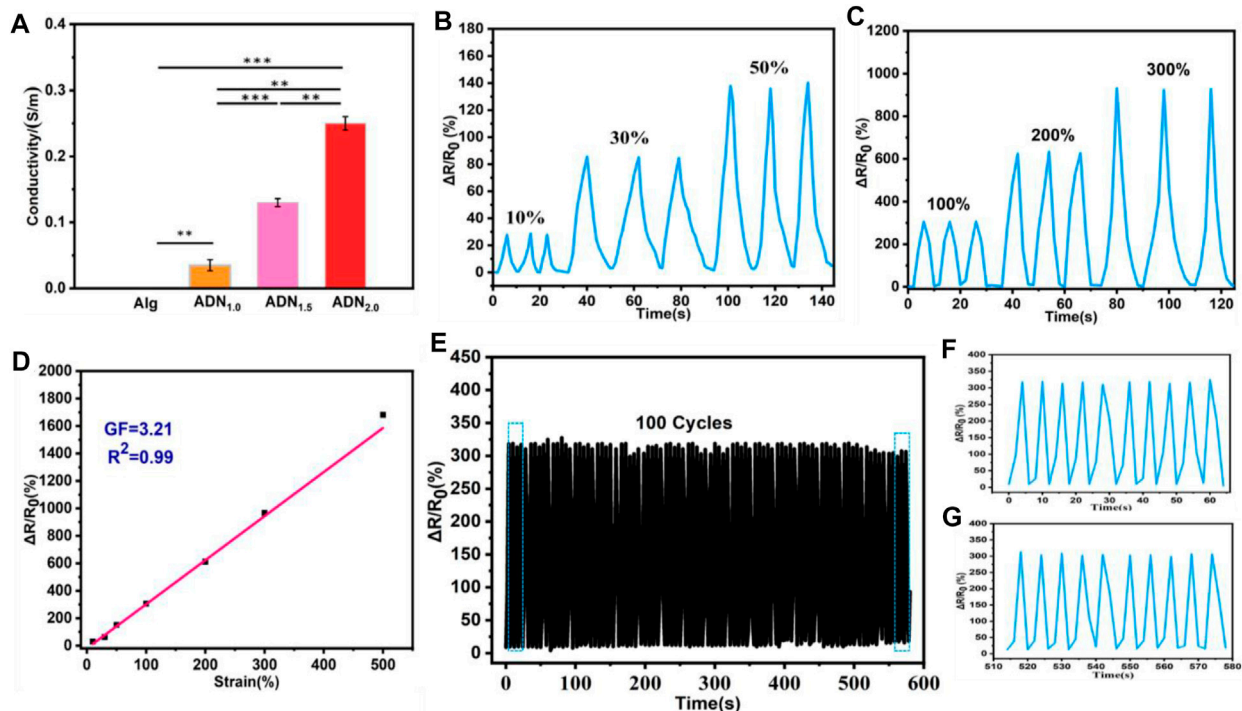 A
Conductivity/(S/m)
0.4
0.3
0.2
0.1
0.0
***
**
*** **
**
Alg ADN1.0 ADN1.5 ADN2.0
B
ΔR/R0 (%)
180
160
140
120
100
80
60
40
20
0
-20
10%
30%
50%
0 20 40 60 80 100 120 140
Time(s)
C
ΔR/R0 (%)
1200
1000
800
600
400
200
0
100%
200%
300%
0 20 40 60 80 100 120
Time(s)
D
ΔR/R0(%)
2000
1800
1600
1400
1200
1000
800
600
400
200
0
GF=3.21
R2=0.99
0 100 200 300 400 500
Strain(%)
E
ΔR/R0(%)
450
400
350
300
250
200
150
100
50
0
100 Cycles
0 100 200 300 400 500 600
Time(s)
F
ΔR/R0 (%)
400
350
300
250
200
150
100
50
0
0 10 20 30 40 50 60
Time(s)
G
ΔR/R0 (%)
400
350
300
250
200
150
100
50
0
510 520 530 540 550 560 570 580
Time(s)